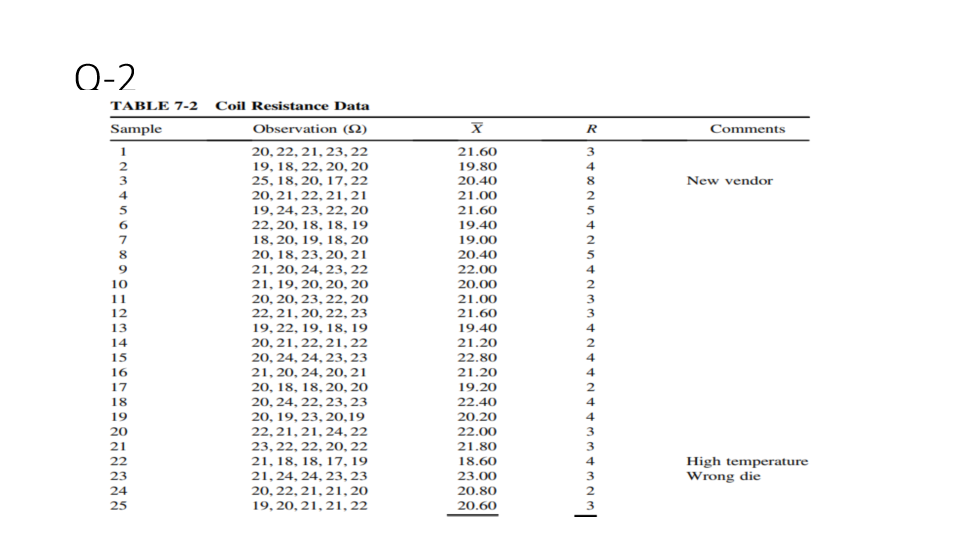 Q-2
TABLE 7-2 Coil Resistance Data
Sample Observation (Ω) X̅ R Comments
1 20, 22, 21, 23, 22 21.60 3
2 19, 18, 22, 20, 20 19.80 4
3 25, 18, 20, 17, 22 20.40 8 New vendor
4 20, 21, 22, 21, 21 21.00 2
5 19, 24, 23, 22, 20 21.60 5
6 22, 20, 18, 18, 19 19.40 4
7 18, 20, 19, 18, 20 19.00 2
8 20, 18, 23, 20, 21 20.40 5
9 21, 20, 24, 23, 22 22.00 4
10 21, 19, 20, 20, 20 20.00 2
11 20, 20, 23, 22, 20 21.00 3
12 22, 21, 20, 22, 23 21.60 3
13 19, 22, 19, 18, 19 19.40 4
14 20, 21, 22, 21, 22 21.20 2
15 20, 24, 24, 23, 23 22.80 4
16 21, 20, 24, 20, 21 21.20 4
17 20, 18, 18, 20, 20 19.20 2
18 20, 24, 22, 23, 23 22.40 4
19 20, 19, 23, 20,19 20.20 4
20 22, 21, 21, 24, 22 22.00 3
21 23, 22, 22, 20, 22 21.80 3
22 21, 18, 18, 17, 19 18.60 4 High temperature
23 21, 24, 24, 23, 23 23.00 3 Wrong die
24 20, 22, 21, 21, 20 20.80 2
25 19, 20, 21, 21, 22 20.60 3